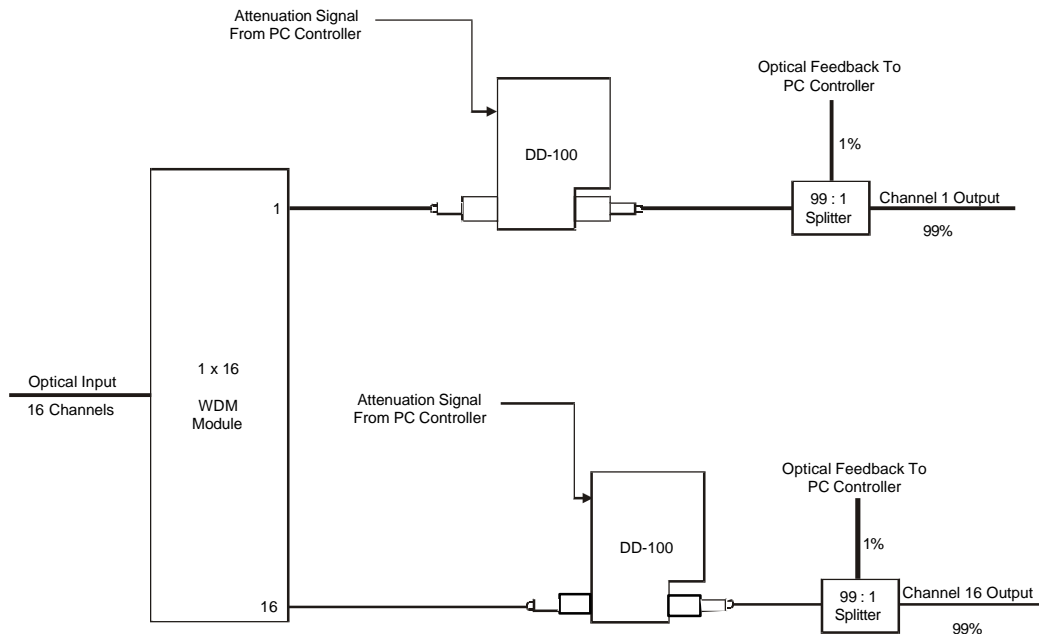 Attenuation Signal
From PC Controller
Optical Feedback To
PC Controller
DD-100
1%
1
99 : 1
Splitter
Channel 1 Output
99%
1 x 16
WDM
Module
Optical Input
16 Channels
Attenuation Signal
From PC Controller
Optical Feedback To
PC Controller
DD-100
1%
16
99 : 1
Splitter
Channel 16 Output
99%